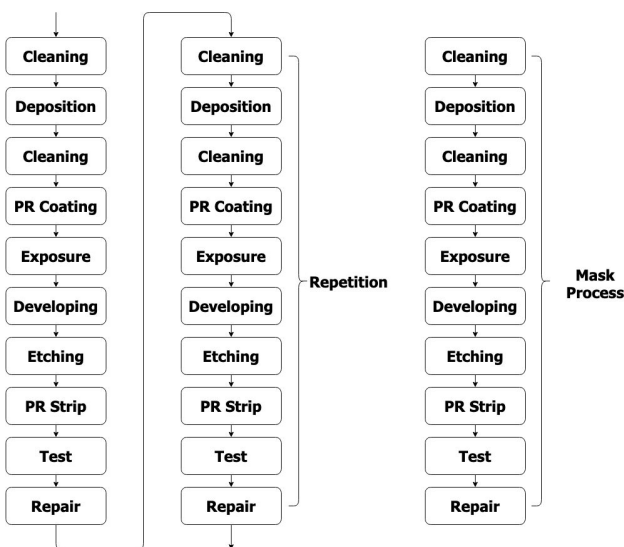 Cleaning
Deposition
Cleaning
PR Coating
Exposure
Developing
Etching
PR Strip
Test
Repair
Cleaning
Deposition
Cleaning
PR Coating
Exposure
Developing
Etching
PR Strip
Test
Repair
Repetition
Cleaning
Deposition
Cleaning
PR Coating
Exposure
Developing
Etching
PR Strip
Test
Repair
Mask
Process